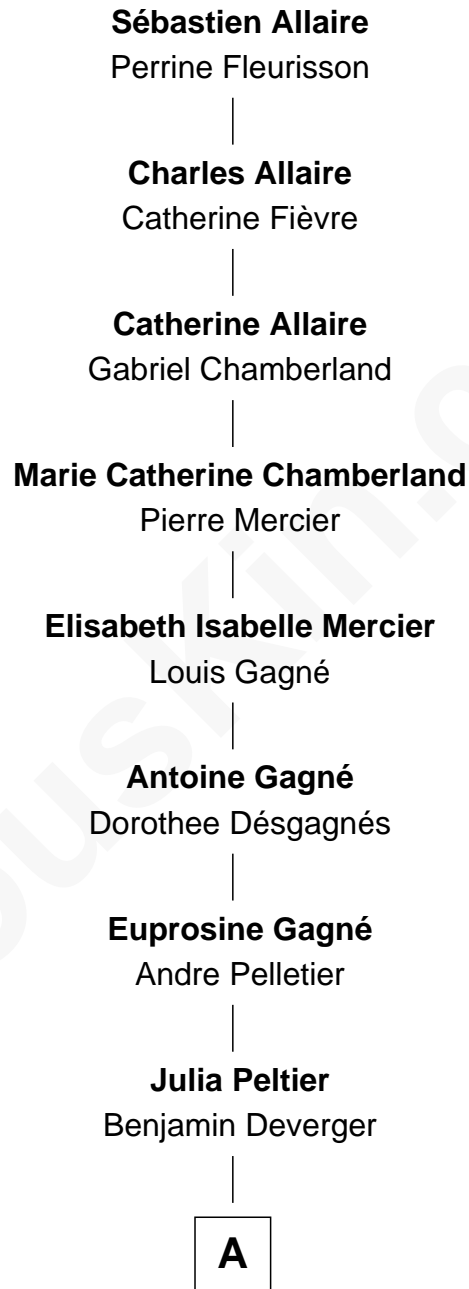 Sébastien Allaire
Perrine Fleurisson
Charles Allaire
Catherine Fièvre
Catherine Allaire
Gabriel Chamberland
Marie Catherine Chamberland
Pierre Mercier
Elisabeth Isabelle Mercier
Louis Gagné
Antoine Gagné
Dorothee Désgagnés
Euprosine Gagné
Andre Pelletier
Julia Peltier
Benjamin Deverger
A